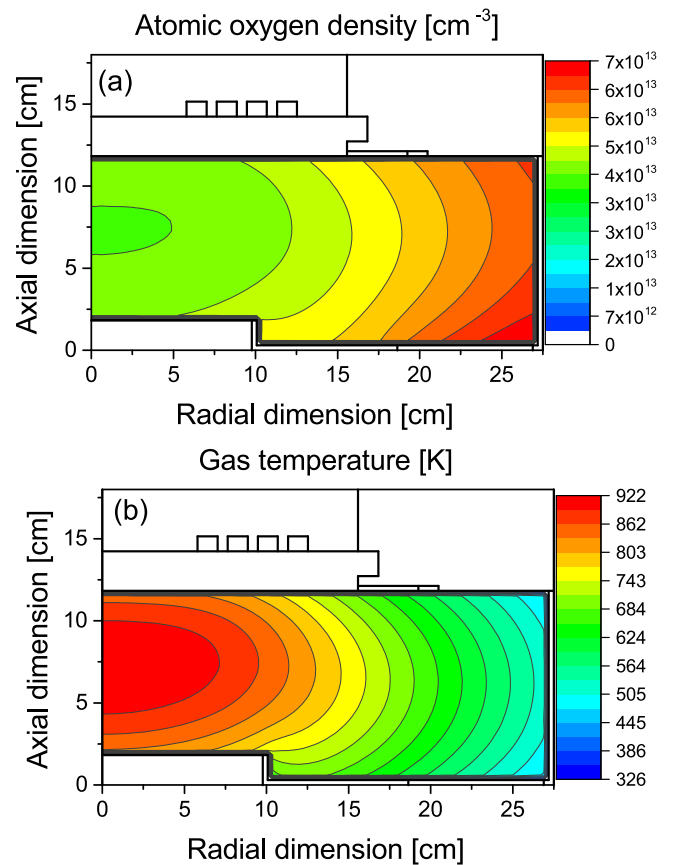 Atomic oxygen density [cm⁻³]
(a)
Axial dimension [cm]
15
10
5
0
0 5 10 15 20 25
Radial dimension [cm]
7x10¹³
6x10¹³
6x10¹³
5x10¹³
4x10¹³
3x10¹³
3x10¹³
2x10¹³
1x10¹³
7x10¹²
0
Gas temperature [K]
(b)
Axial dimension [cm]
15
10
5
0
0 5 10 15 20 25
Radial dimension [cm]
922
862
803
743
684
624
564
505
445
386
326